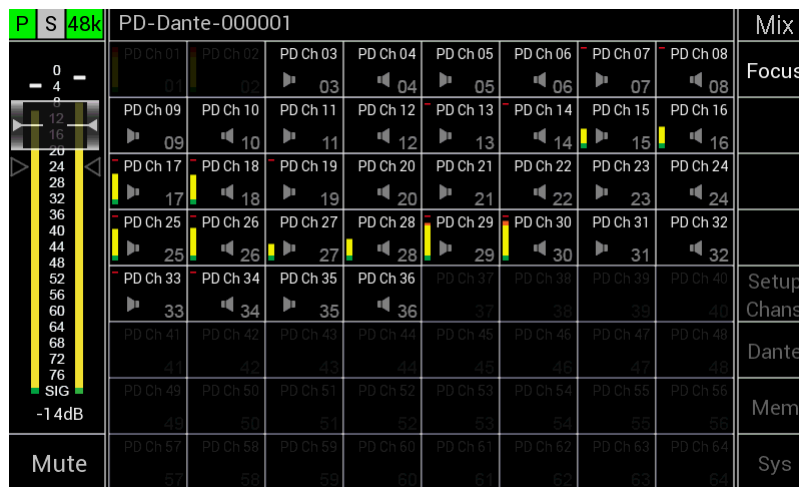 P S 48k PD-Dante-000001 Mix
PD Ch 01 PD Ch 02 PD Ch 03 PD Ch 04 PD Ch 05 PD Ch 06 PD Ch 07 PD Ch 08
01 02 03 04 05 06 07 08
Focus
PD Ch 09 PD Ch 10 PD Ch 11 PD Ch 12 PD Ch 13 PD Ch 14 PD Ch 15 PD Ch 16
09 10 11 12 13 14 15 16
PD Ch 17 PD Ch 18 PD Ch 19 PD Ch 20 PD Ch 21 PD Ch 22 PD Ch 23 PD Ch 24
17 18 19 20 21 22 23 24
PD Ch 25 PD Ch 26 PD Ch 27 PD Ch 28 PD Ch 29 PD Ch 30 PD Ch 31 PD Ch 32
25 26 27 28 29 30 31 32
PD Ch 33 PD Ch 34 PD Ch 35 PD Ch 36 PD Ch 37 PD Ch 38 PD Ch 39 PD Ch 40
33 34 35 36 37 38 39 40
Setup
Chans
PD Ch 41 PD Ch 42 PD Ch 43 PD Ch 44 PD Ch 45 PD Ch 46 PD Ch 47 PD Ch 48
41 42 43 44 45 46 47 48
Dante
PD Ch 49 PD Ch 50 PD Ch 51 PD Ch 52 PD Ch 53 PD Ch 54 PD Ch 55 PD Ch 56
49 50 51 52 53 54 55 56
Mem
PD Ch 57 PD Ch 58 PD Ch 59 PD Ch 60 PD Ch 61 PD Ch 62 PD Ch 63 PD Ch 64
57 58 59 60 61 62 63 64
Sys
0
4
8
12
16
20
24
28
32
36
40
44
48
52
56
60
64
68
72
76
SIG
-14dB
Mute